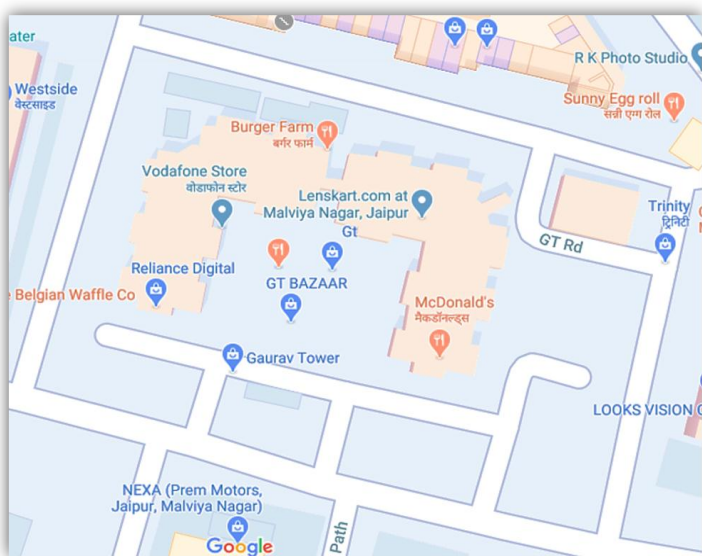 ater
R K Photo Studio
Westside
वेस्टसाइड
Sunny Egg roll
सन्नी एग्ग रोल
Burger Farm
बर्गर फार्म
Vodafone Store
वोडाफोन स्टोर
Lenskart.com at
Malviya Nagar, Jaipur
Gt
Trinity
ट्रिनिटी
GT Rd
Reliance Digital
GT BAZAAR
e Belgian Waffle Co
McDonald's
मैकडॉनल्ड्स
Gaurav Tower
LOOKS VISION
NEXA (Prem Motors,
Jaipur, Malviya Nagar)
Path
Google